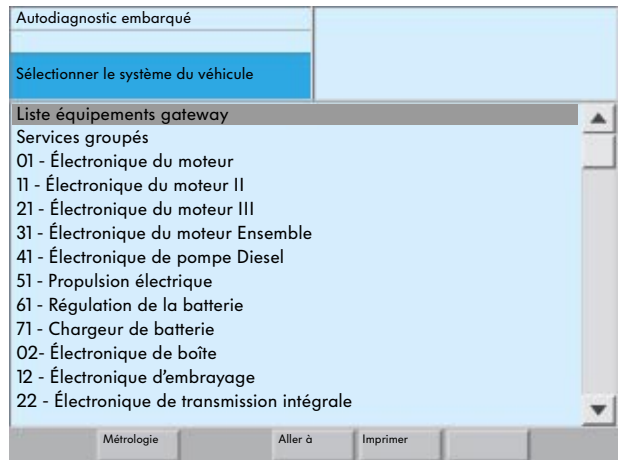 Autodiagnostic embarqué
Sélectionner le système du véhicule
Liste équipements gateway
Services groupés
01 - Électronique du moteur
11 - Électronique du moteur II
21 - Électronique du moteur III
31 - Électronique du moteur Ensemble
41 - Électronique de pompe Diesel
51 - Propulsion électrique
61 - Régulation de la batterie
71 - Chargeur de batterie
02- Électronique de boîte
12 - Électronique d'embrayage
22 - Électronique de transmission intégrale
Métrologie Aller à Imprimer